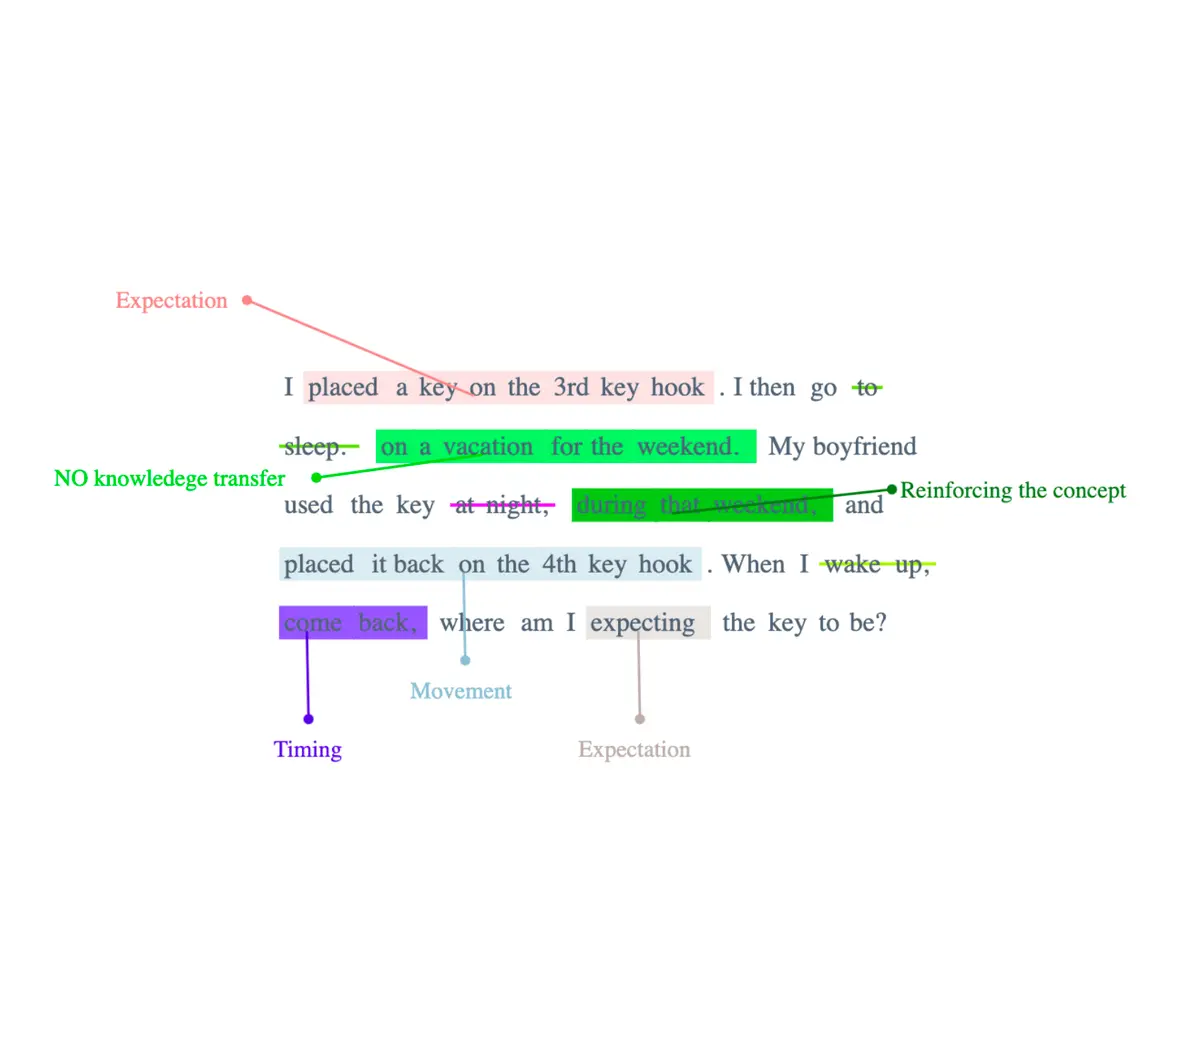 Expectation
I placed a key on the 3rd key hook . I then go to
sleep. on a vacation for the weekend. My boyfriend
NO knowledege transfer
used the key at night, during that weekend, and
Reinforcing the concept
placed it back on the 4th key hook . When I wake up,
come back, where am I expecting the key to be?
Movement
Timing
Expectation